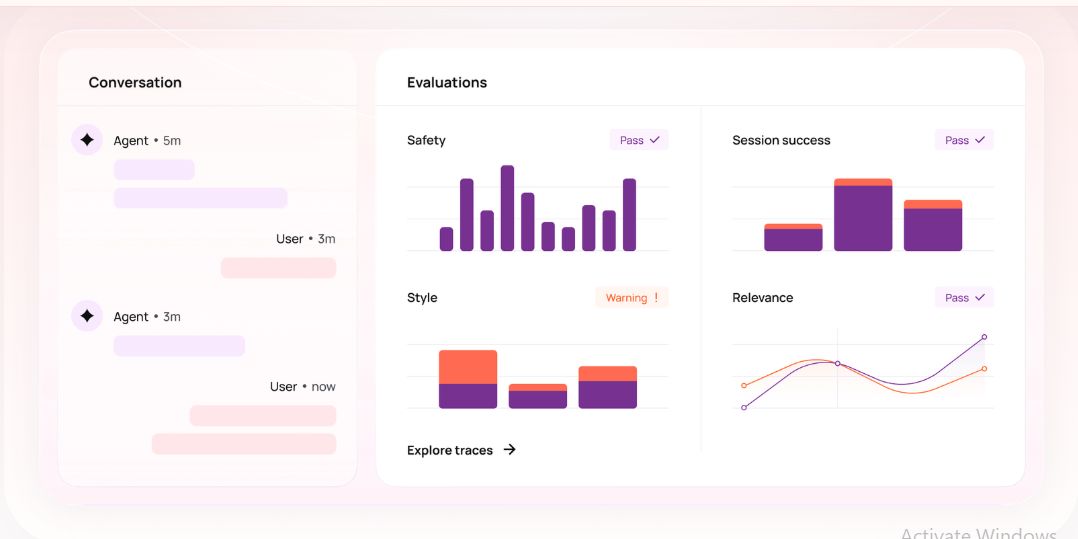 Conversation
Agent • 5m
User • 3m
Agent • 3m
User • now
Evaluations
Safety
Pass
Session success
Pass
Style
Warning !
Relevance
Pass
Explore traces →
Activate Windows